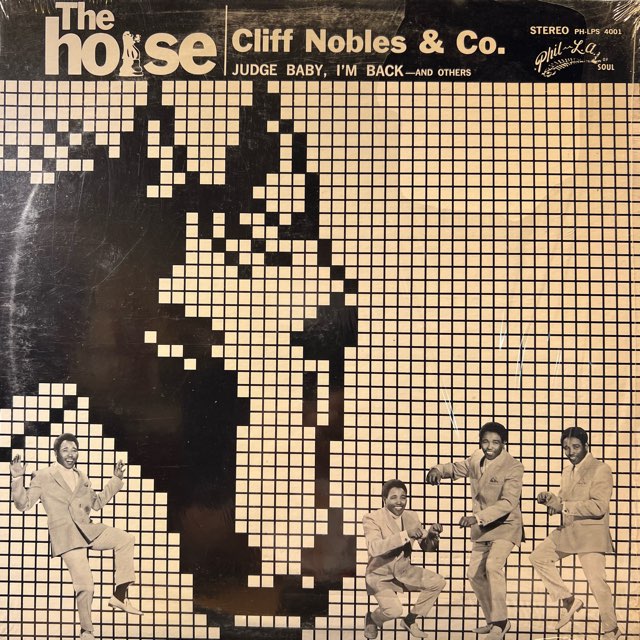 The
horse
Cliff Nobles & Co.
JUDGE BABY, I'M BACK—AND OTHERS
STEREO PH-LPS 4001
Phil-L.A.
OF
SOUL